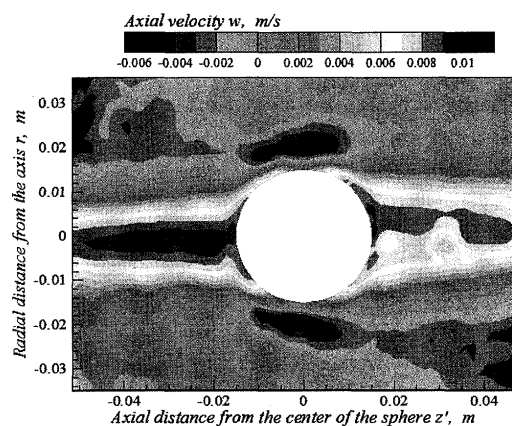 Axial velocity w, m/s
-0.006 -0.004 -0.002 0 0.002 0.004 0.006 0.008 0.01
0.03
0.02
0.01
0
-0.01
-0.02
-0.03
Radial distance from the axis r, m
-0.04 -0.02 0 0.02 0.04
Axial distance from the center of the sphere z', m